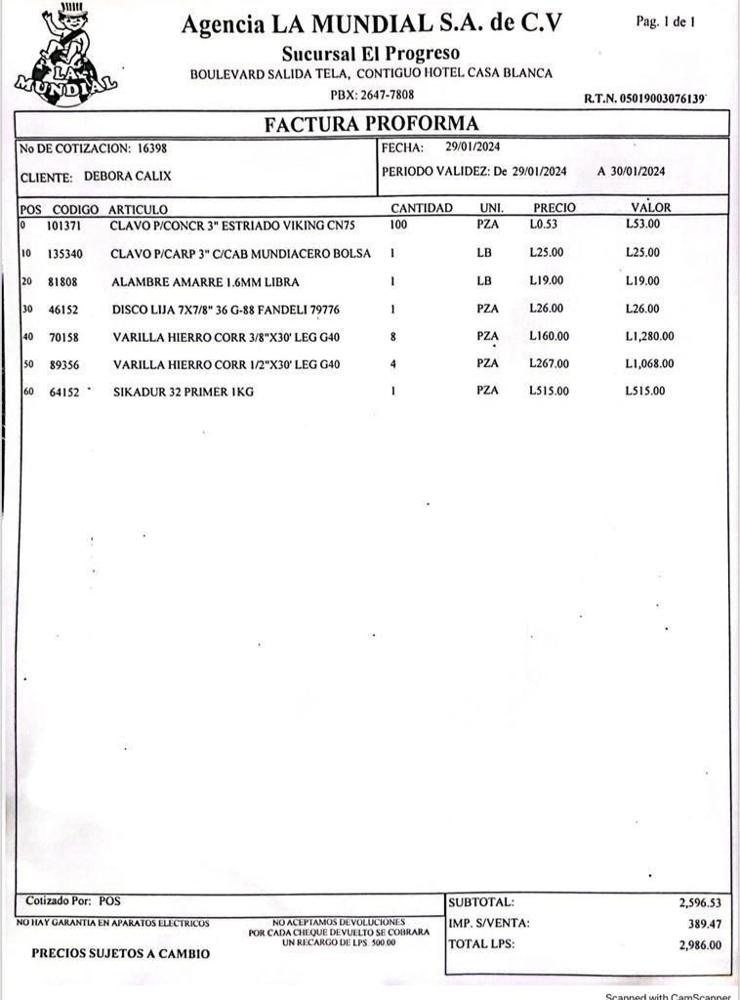 LA
MUNDIAL
Agencia LA MUNDIAL S.A. de C.V
Pag. 1 de 1
Sucursal El Progreso
BOULEVARD SALIDA TELA, CONTIGUO HOTEL CASA BLANCA
PBX: 2647-7808
R.T.N. 05019003076139
FACTURA PROFORMA
No DE COTIZACION: 16398
FECHA: 29/01/2024
CLIENTE: DEBORA CALIX
PERIODO VALIDEZ: De 29/01/2024 A 30/01/2024
POS CODIGO ARTICULO CANTIDAD UNI. PRECIO VALOR
0 101371 CLAVO P/CONCR 3" ESTRIADO VIKING CN75 100 PZA L0.53 L53.00
10 135340 CLAVO P/CARP 3" C/CAB MUNDIACERO BOLSA 1 LB L25.00 L25.00
20 81808 ALAMBRE AMARRE 1.6MM LIBRA 1 LB L19.00 L19.00
30 46152 DISCO LIJA 7X7/8" 36 G-88 FANDELI 79776 1 PZA L26.00 L26.00
40 70158 VARILLA HIERRO CORR 3/8"X30' LEG G40 8 PZA L160.00 L1,280.00
50 89356 VARILLA HIERRO CORR 1/2"X30' LEG G40 4 PZA L267.00 L1,068.00
60 64152 SIKADUR 32 PRIMER 1KG 1 PZA L515.00 L515.00
Cotizado Por: POS
SUBTOTAL: 2,596.53
NO HAY GARANTIA EN APARATOS ELECTRICOS
NO ACEPTAMOS DEVOLUCIONES
POR CADA CHEQUE DEVUELTO SE COBRARA
UN RECARGO DE LPS. 500.00
IMP. S/VENTA: 389.47
PRECIOS SUJETOS A CAMBIO
TOTAL LPS: 2,986.00
Scanned with CamScanner